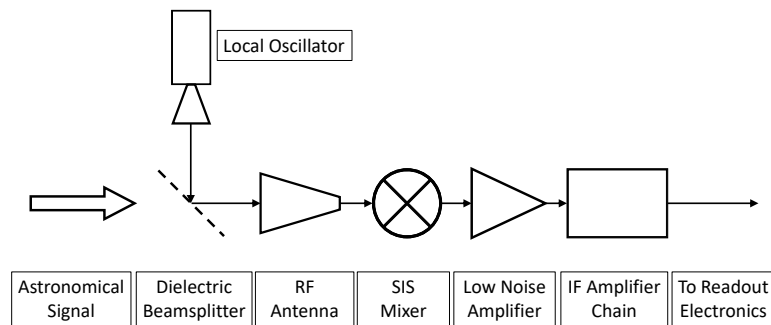 Local Oscillator
Astronomical
Signal
Dielectric
Beamsplitter
RF
Antenna
SIS
Mixer
Low Noise
Amplifier
IF Amplifier
Chain
To Readout
Electronics